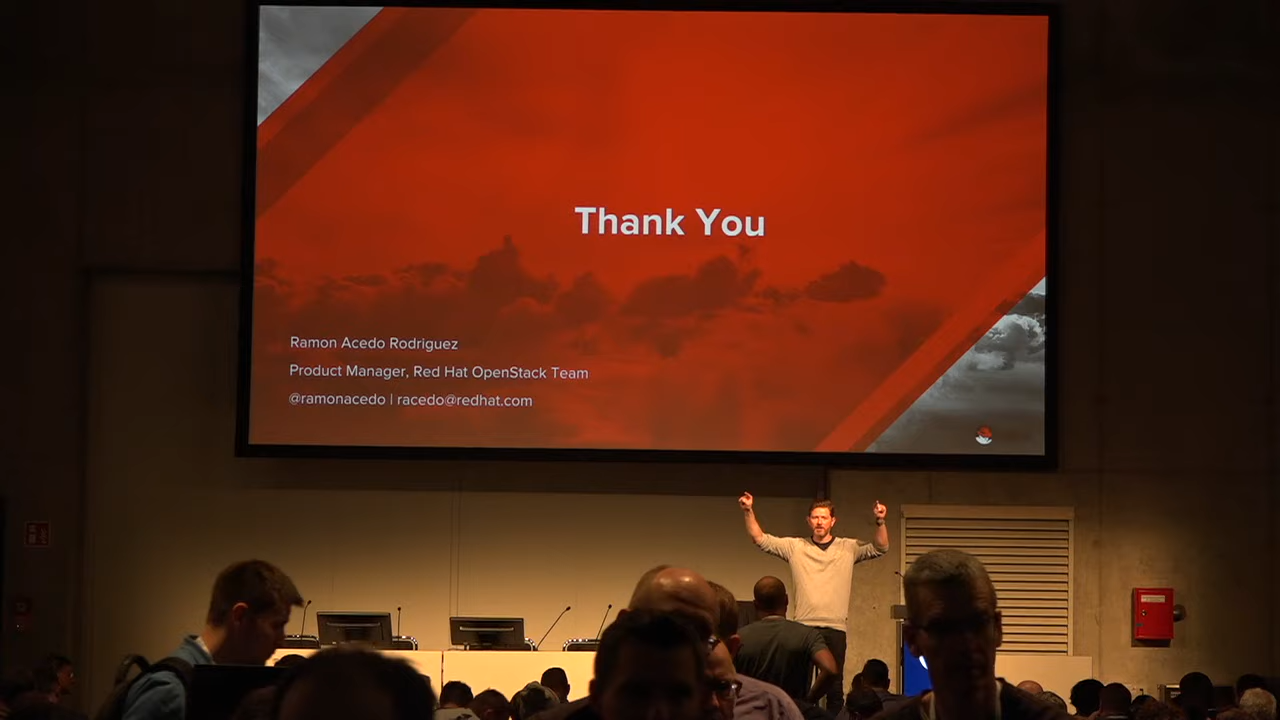 Thank You
Ramon Acedo Rodriguez
Product Manager, Red Hat OpenStack Team
@ramonacedo | racedo@redhat.com